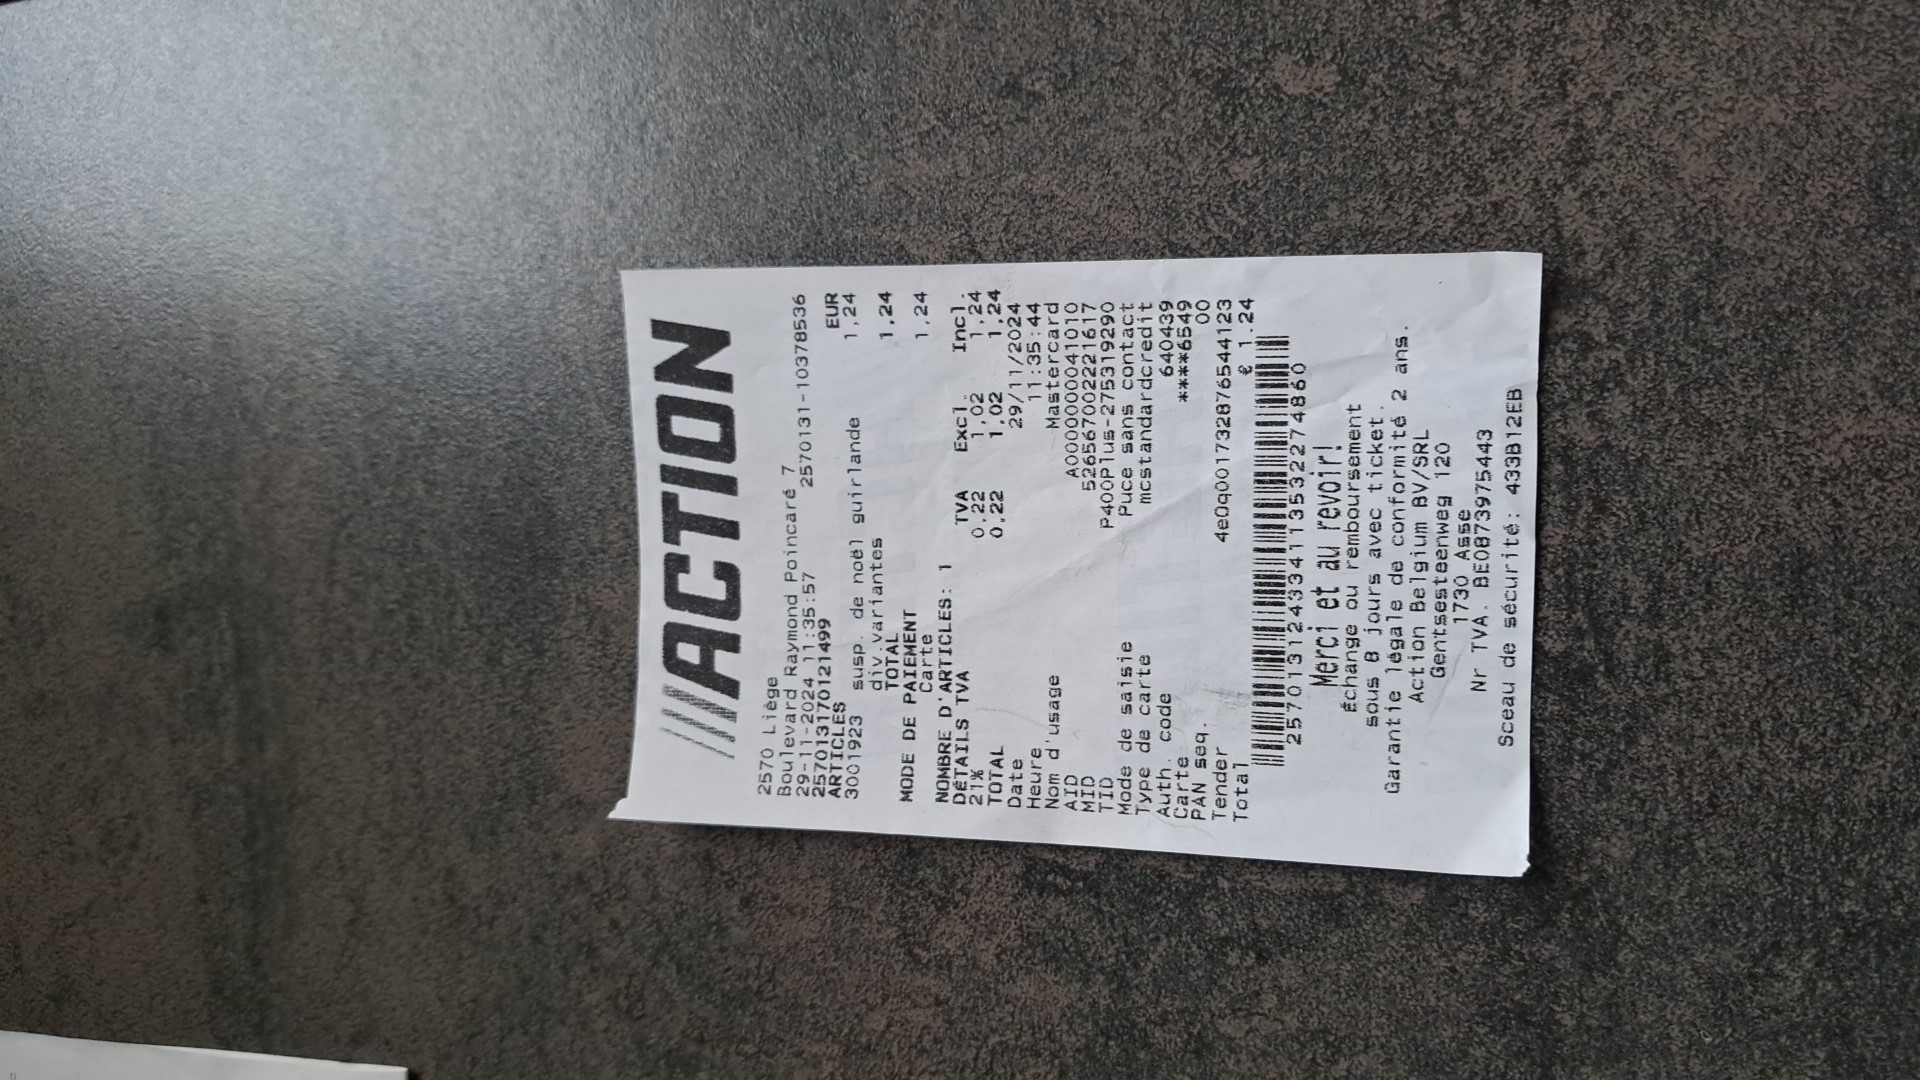 ///ACTION
2570 Liège
Boulevard Raymond Poincaré 7
29-11-2024 11:35:57 2570131-10378536
257013170121499
ARTICLES EUR
3001923 susp. de noël guirlande 1,24
div.variantes
TOTAL 1,24
MODE DE PAIEMENT
Carte 1,24
NOMBRE D'ARTICLES: 1
DÉTAILS TVA TVA Excl. Incl.
21% 0,22 1,02 1,24
TOTAL 0,22 1,02 1,24
Date 29/11/2024
Heure 11:35:44
Nom d'usage Mastercard
AID A0000000041010
MID 526567002221617
TID P400Plus-275319290
Mode de saisie Puce sans contact
Type de carte mcstandardcredit
Auth. code 640439
Carte ****6549
PAN seq. 00
Tender 4eQq001732876544123
Total € 1.24
2570131243341135322274860
Merci et au revoir!
Échange ou remboursement
sous 8 jours avec ticket.
Garantie légale de conformité 2 ans.
Action Belgium BV/SRL
Gentsesteenweg 120
1730 Asse
Nr TVA. BE0873975443
Sceau de sécurité: 433B12EB